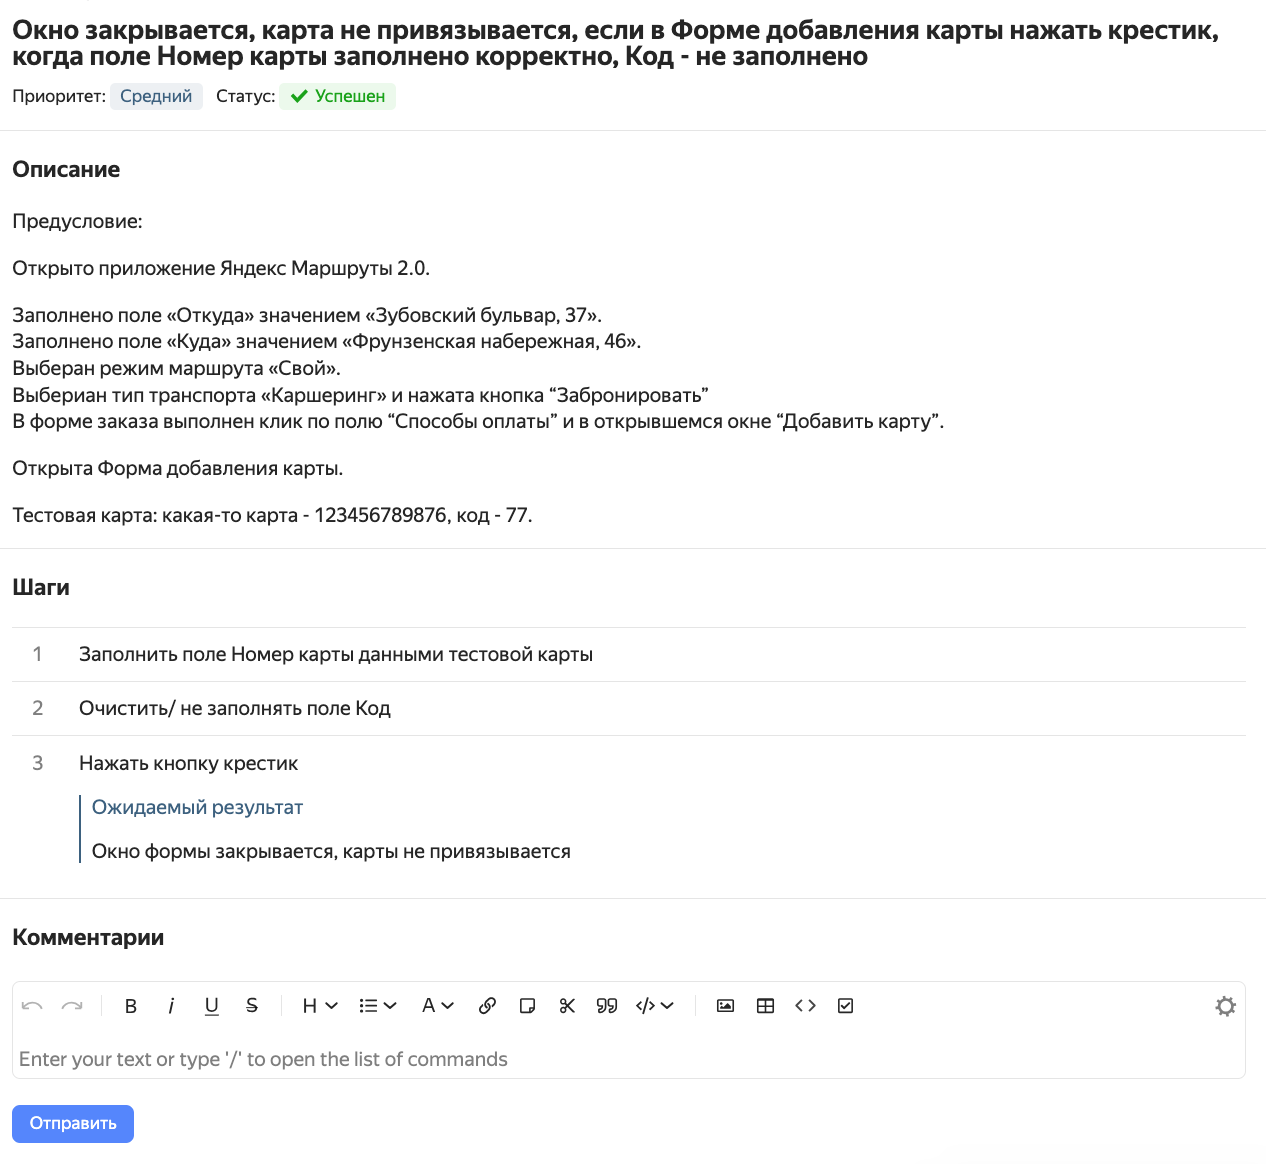 Окно закрывается, карта не привязывается, если в Форме добавления карты нажать крестик,
когда поле Номер карты заполнено корректно, Код - не заполнено
Приоритет: Средний Статус: Успешен
Описание
Предусловие:
Открыто приложение Яндекс Маршруты 2.0.
Заполнено поле «Откуда» значением «Зубовский бульвар, 37».
Заполнено поле «Куда» значением «Фрунзенская набережная, 46».
Выберан режим маршрута «Свой».
Выбериан тип транспорта «Каршеринг» и нажата кнопка “Забронировать”
В форме заказа выполнен клик по полю “Способы оплаты” и в открывшемся окне “Добавить карту”.
Открыта Форма добавления карты.
Тестовая карта: какая-то карта - 123456789876, код - 77.
Шаги
1 Заполнить поле Номер карты данными тестовой карты
2 Очистить/ не заполнять поле Код
3 Нажать кнопку крестик
Ожидаемый результат
Окно формы закрывается, карты не привязывается
Комментарии
B i U S H A
Enter your text or type '/' to open the list of commands
Отправить